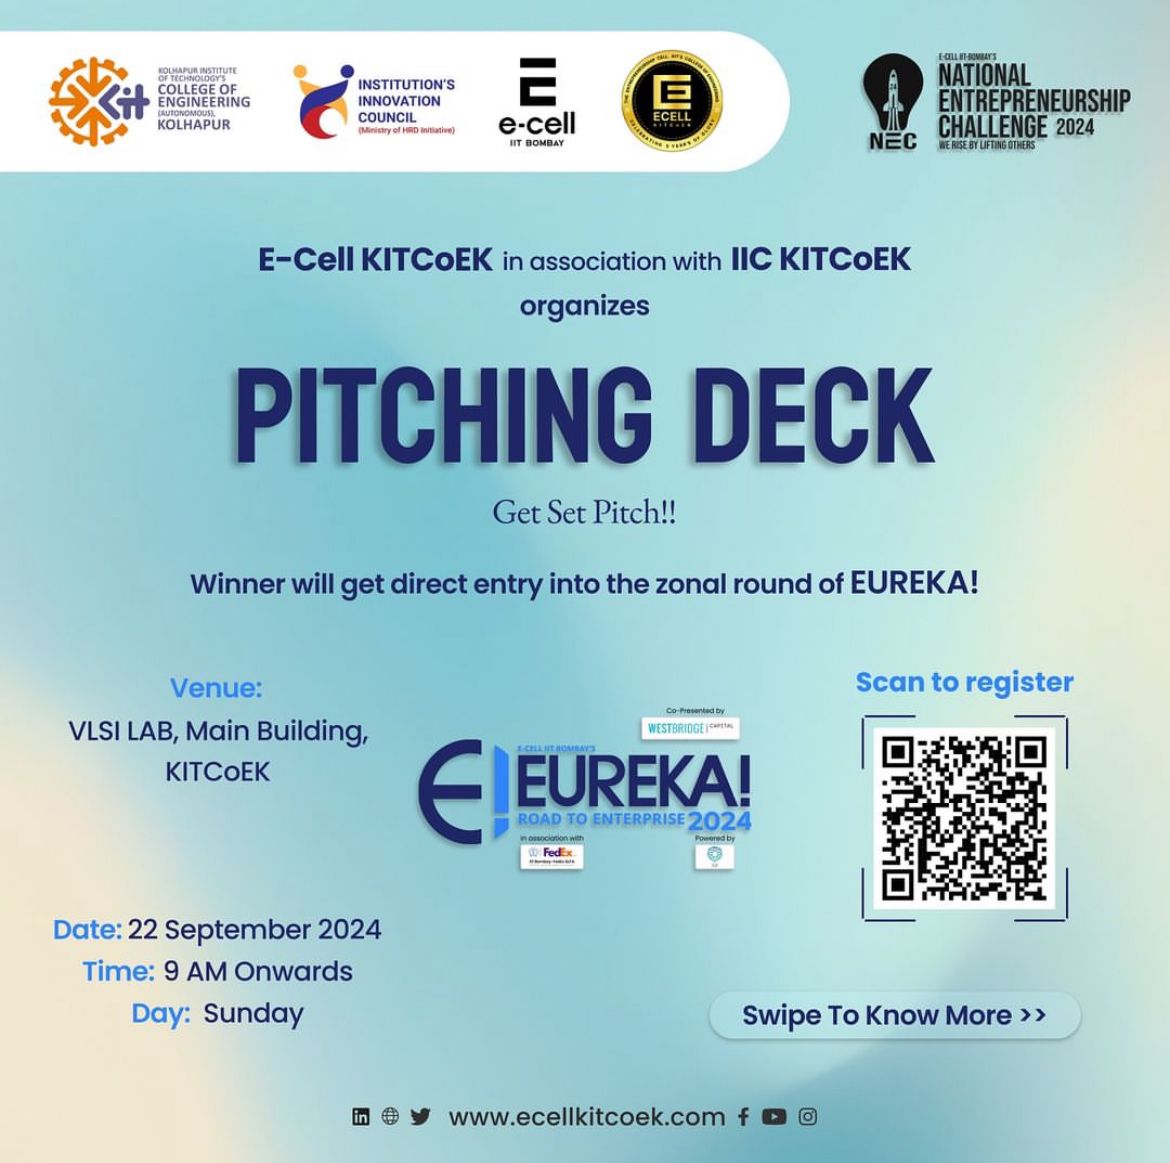 KOLHAPUR INSTITUTE
OF TECHNOLOGY'S
COLLEGE OF
ENGINEERING
(AUTONOMOUS),
KOLHAPUR
kit
INSTITUTION'S
INNOVATION
COUNCIL
(Ministry of HRD Initiative)
e-cell
IIT BOMBAY
ECELL
NEC
E-CELL IIT-BOMBAY'S
NATIONAL
ENTREPRENEURSHIP
CHALLENGE 2024
WE RISE BY LIFTING OTHERS
E-Cell KITCoEK in association with IIC KITCoEK
organizes
PITCHING DECK
Get Set Pitch!!
Winner will get direct entry into the zonal round of EUREKA!
Venue:
VLSI LAB, Main Building,
KITCoEK
Co-Presented by
WESTBRIDGE | CAPITAL
E-CELL IIT BOMBAY'S
EUREKA!
ROAD TO ENTERPRISE 2024
in association with
FedEx
Powered by
Scan to register
Date: 22 September 2024
Time: 9 AM Onwards
Day: Sunday
Swipe To Know More >>
www.ecellkitcoek.com